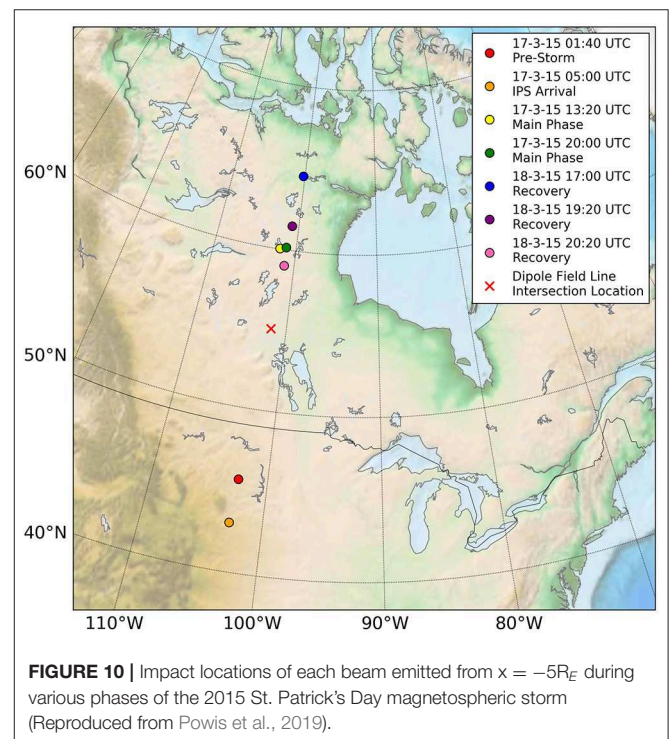 17-3-15 01:40 UTC
Pre-Storm
17-3-15 05:00 UTC
IPS Arrival
17-3-15 13:20 UTC
Main Phase
17-3-15 20:00 UTC
Main Phase
18-3-15 17:00 UTC
Recovery
18-3-15 19:20 UTC
Recovery
18-3-15 20:20 UTC
Recovery
Dipole Field Line
Intersection Location
60°N
50°N
40°N
110°W 100°W 90°W 80°W
FIGURE 10 | Impact locations of each beam emitted from x = −5R_E during
various phases of the 2015 St. Patrick's Day magnetospheric storm
(Reproduced from Powis et al., 2019).